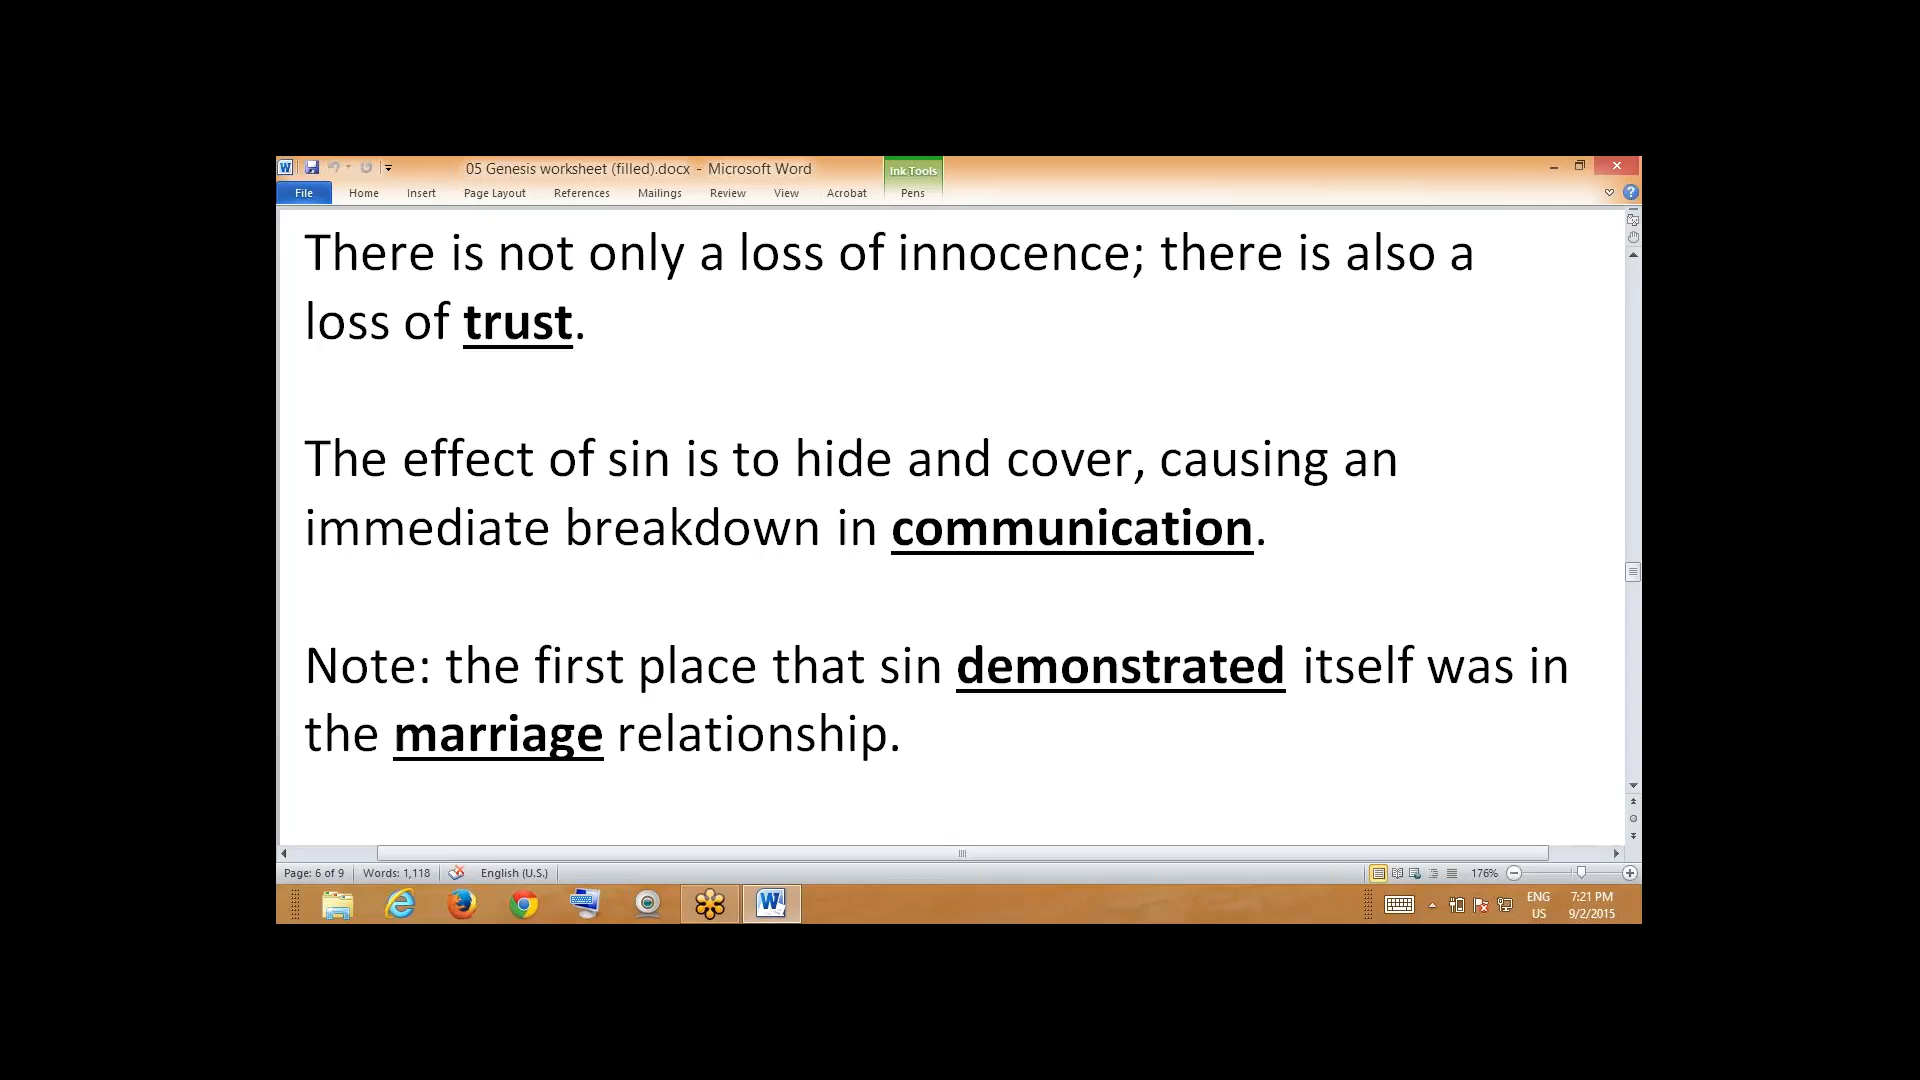 05 Genesis worksheet (filled).docx - Microsoft Word
Ink Tools
File Home Insert Page Layout References Mailings Review View Acrobat Pens
There is not only a loss of innocence; there is also a
loss of trust.
The effect of sin is to hide and cover, causing an
immediate breakdown in communication.
Note: the first place that sin demonstrated itself was in
the marriage relationship.
Page: 6 of 9 Words: 1,118 English (U.S.) 176%
ENG 7:21 PM
US 9/2/2015